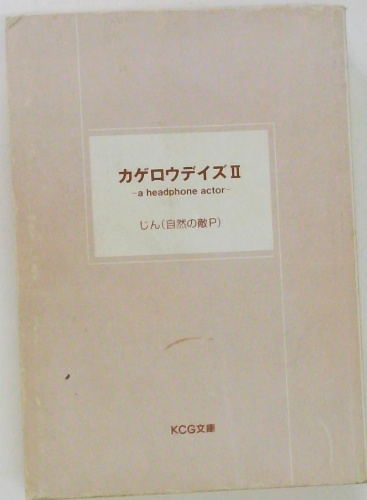 カゲロウデイズⅡ
-a headphone actor-
じん(自然の敵P)
KCG文庫